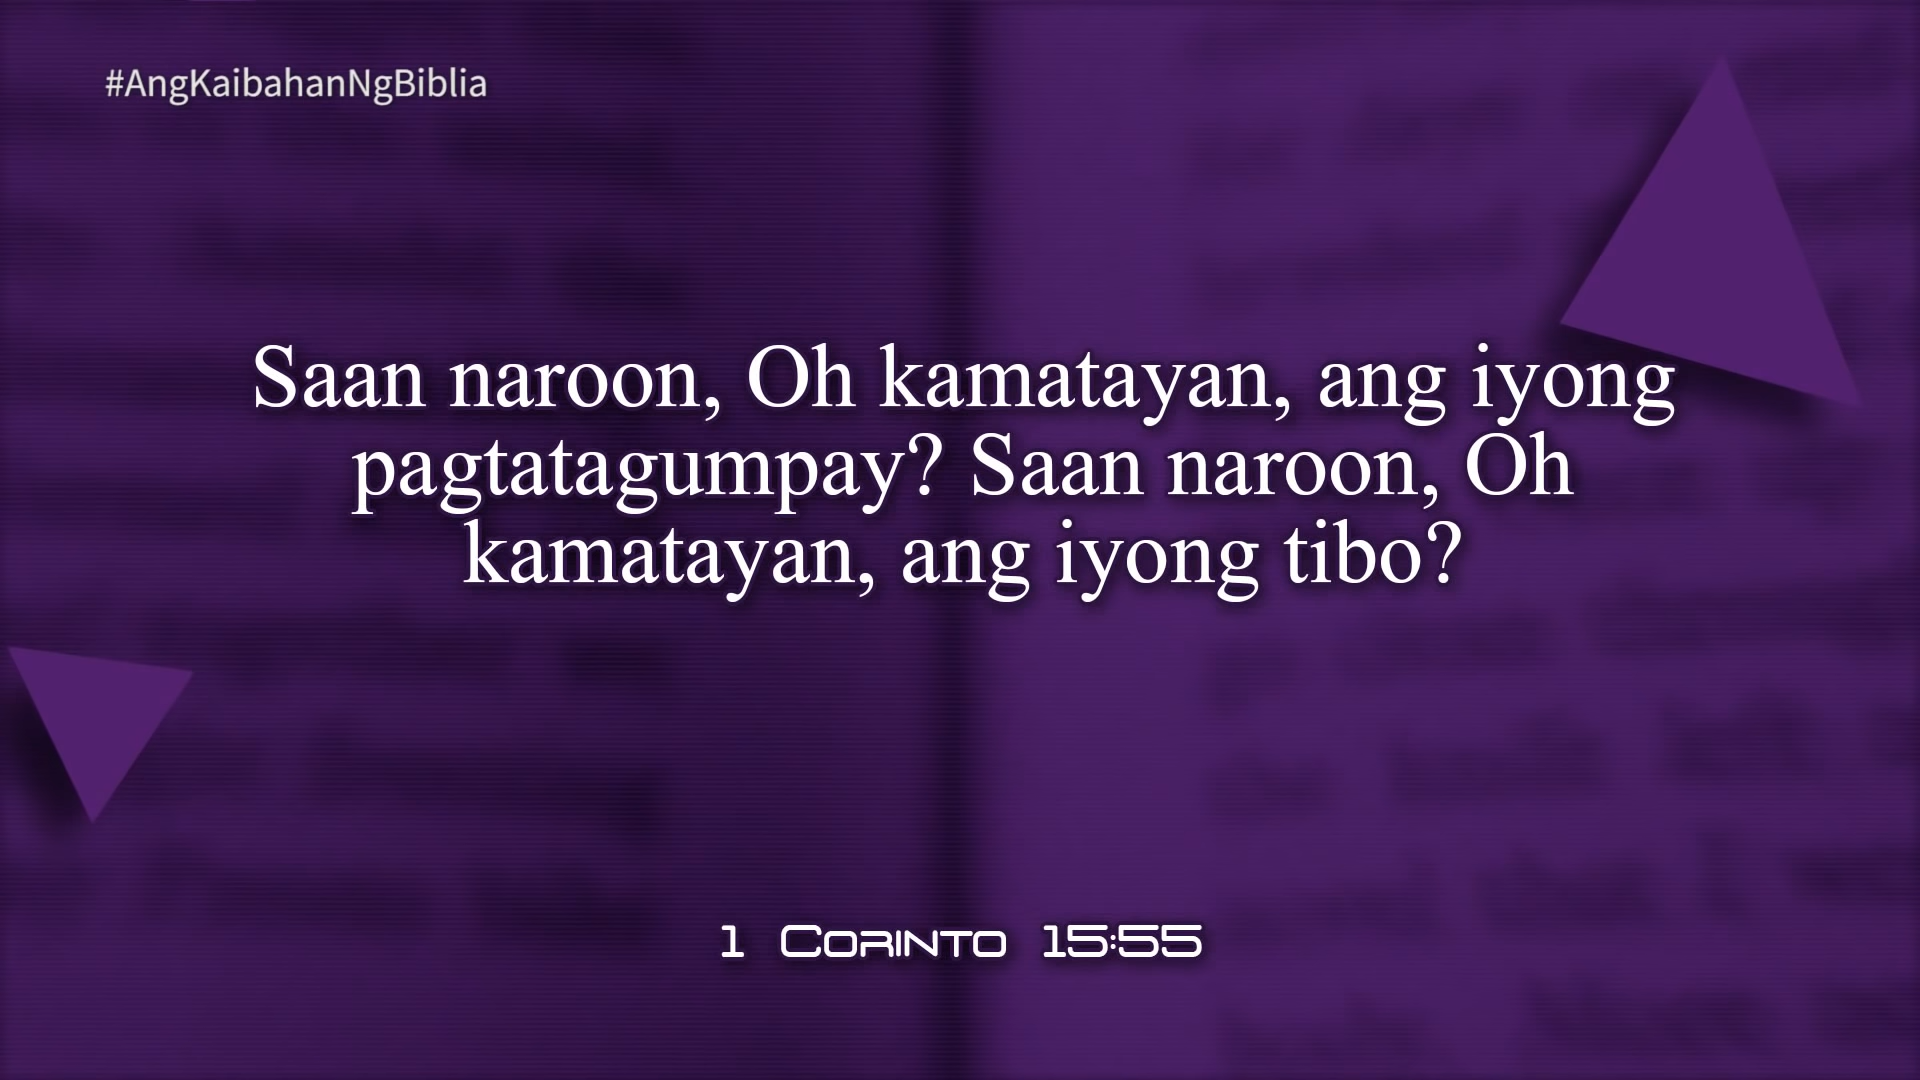 #AngKaibahanNgBiblia
Saan naroon, Oh kamatayan, ang iyong
pagtatagumpay? Saan naroon, Oh
kamatayan, ang iyong tibo?
1 Corinto 15:55